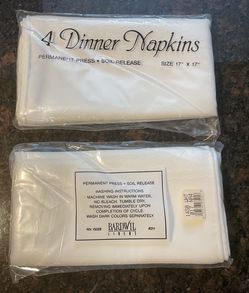 4 Dinner Napkins
PERMANENT PRESS • SOIL RELEASE
SIZE 17" X 17"
PERMANENT PRESS • SOIL RELEASE
WASHING INSTRUCTIONS
MACHINE WASH IN WARM WATER,
NO BLEACH. TUMBLE DRY.
REMOVING IMMEDIATELY UPON
COMPLETION OF CYCLE.
WASH DARK COLORS SEPARATELY
BARDWIL
LINENS